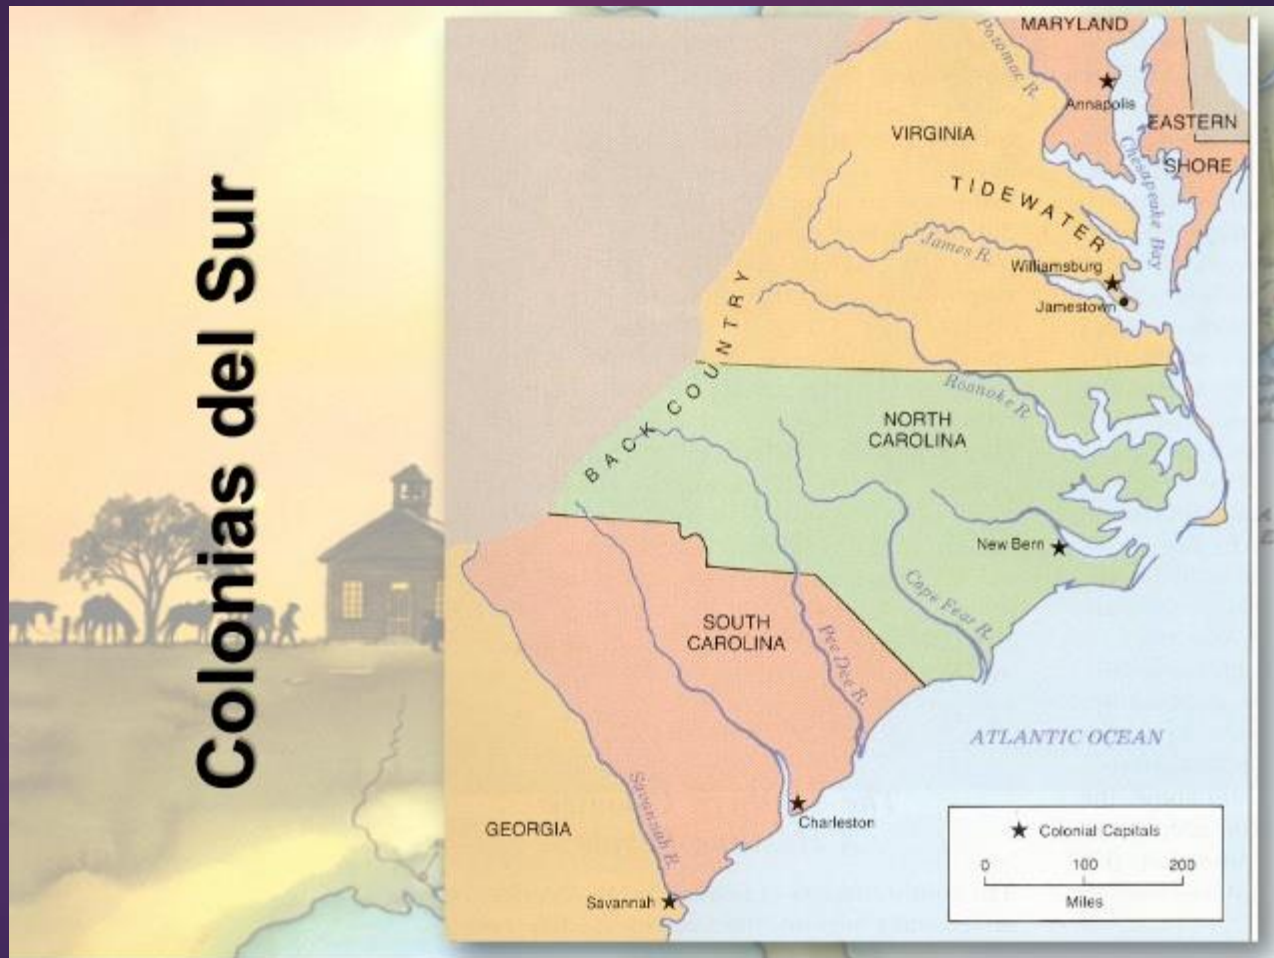 Colonias del Sur
MARYLAND
Potomac R.
Annapolis
EASTERN
SHORE
VIRGINIA
Chesapeake Bay
TIDEWATER
James R.
Williamsburg
Jamestown
BACK COUNTRY
Roanoke R.
NORTH
CAROLINA
New Bern
Cape Fear R.
SOUTH
CAROLINA
Pee Dee R.
ATLANTIC OCEAN
Savannah R.
GEORGIA
Charleston
Savannah
★ Colonial Capitals
0 100 200
Miles